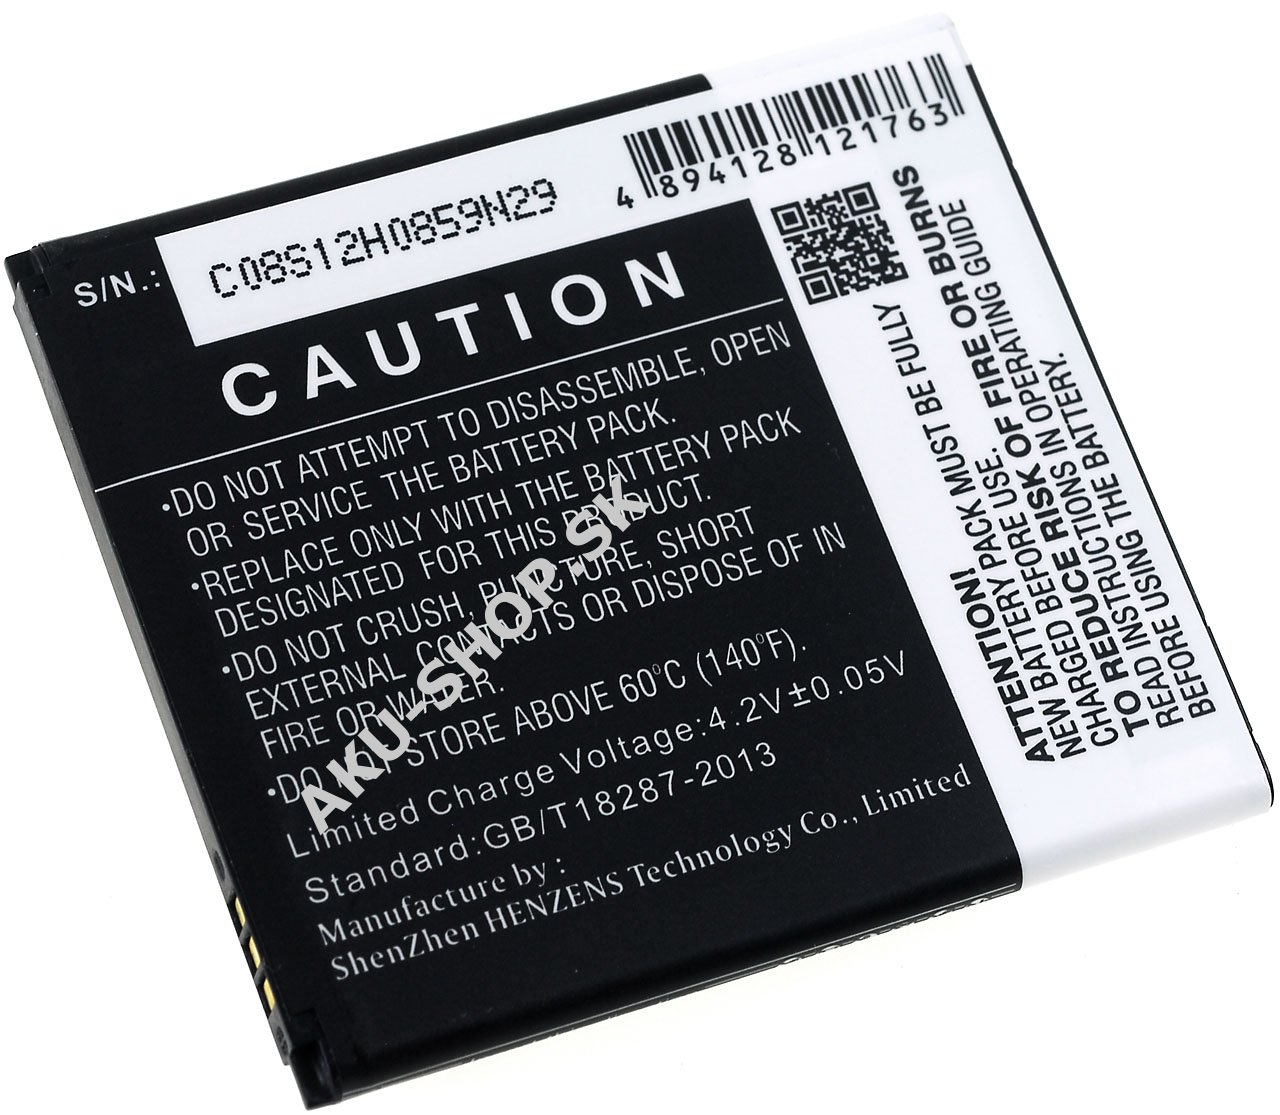 4 894128 121763
S/N.: C08S12H0859N29
CAUTION
•DO NOT ATTEMPT TO DISASSEMBLE, OPEN
OR SERVICE THE BATTERY PACK.
•REPLACE ONLY WITH THE BATTERY PACK
DESIGNATED FOR THIS PRODUCT.
•DO NOT CRUSH, PUNCTURE, SHORT
EXTERNAL CONTACTS OR DISPOSE OF IN
FIRE OR WATER.
•DO NOT STORE ABOVE 60°C (140°F).
Limited Charge Voltage:4.2V±0.05V
Standard:GB/T18287-2013
Manufacture by :
ShenZhen HENZENS Technology Co., Limited
ATTENTION! PACK MUST BE FULLY
NEW BATTERY BEFORE USE.
CHARGED BEFORE USE.
TO REDUCE RISK OF FIRE OR BURNS
READ INSTRUCTIONS IN OPERATING GUIDE
BEFORE USING THE BATTERY.
AKU-SHOP.SK